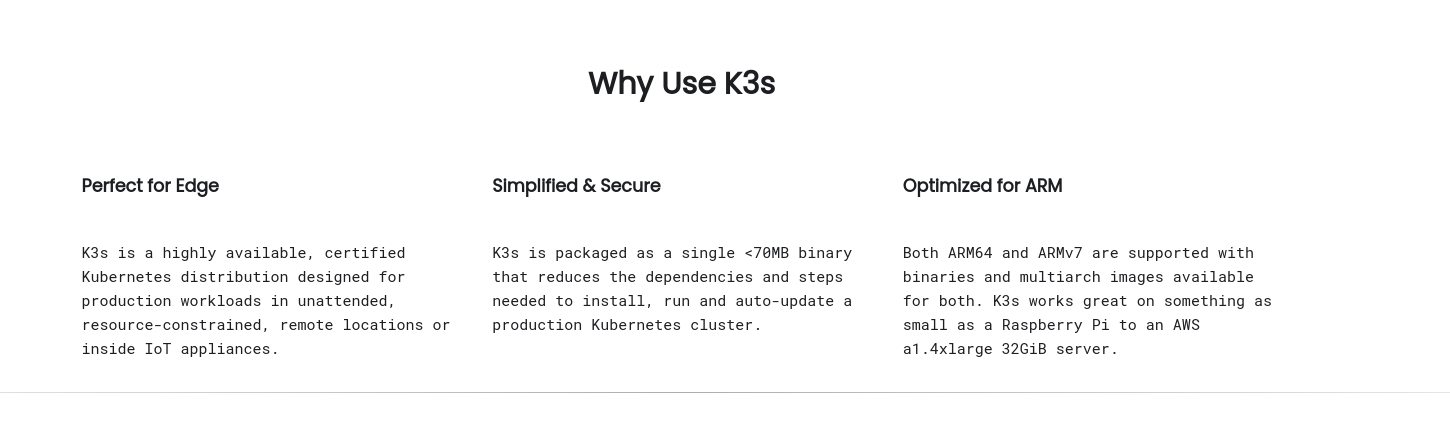 Why Use K3s
Perfect for Edge
K3s is a highly available, certified
Kubernetes distribution designed for
production workloads in unattended,
resource-constrained, remote locations or
inside IoT appliances.
Simplified & Secure
K3s is packaged as a single <70MB binary
that reduces the dependencies and steps
needed to install, run and auto-update a
production Kubernetes cluster.
Optimized for ARM
Both ARM64 and ARMv7 are supported with
binaries and multiarch images available
for both. K3s works great on something as
small as a Raspberry Pi to an AWS
a1.4xlarge 32GiB server.